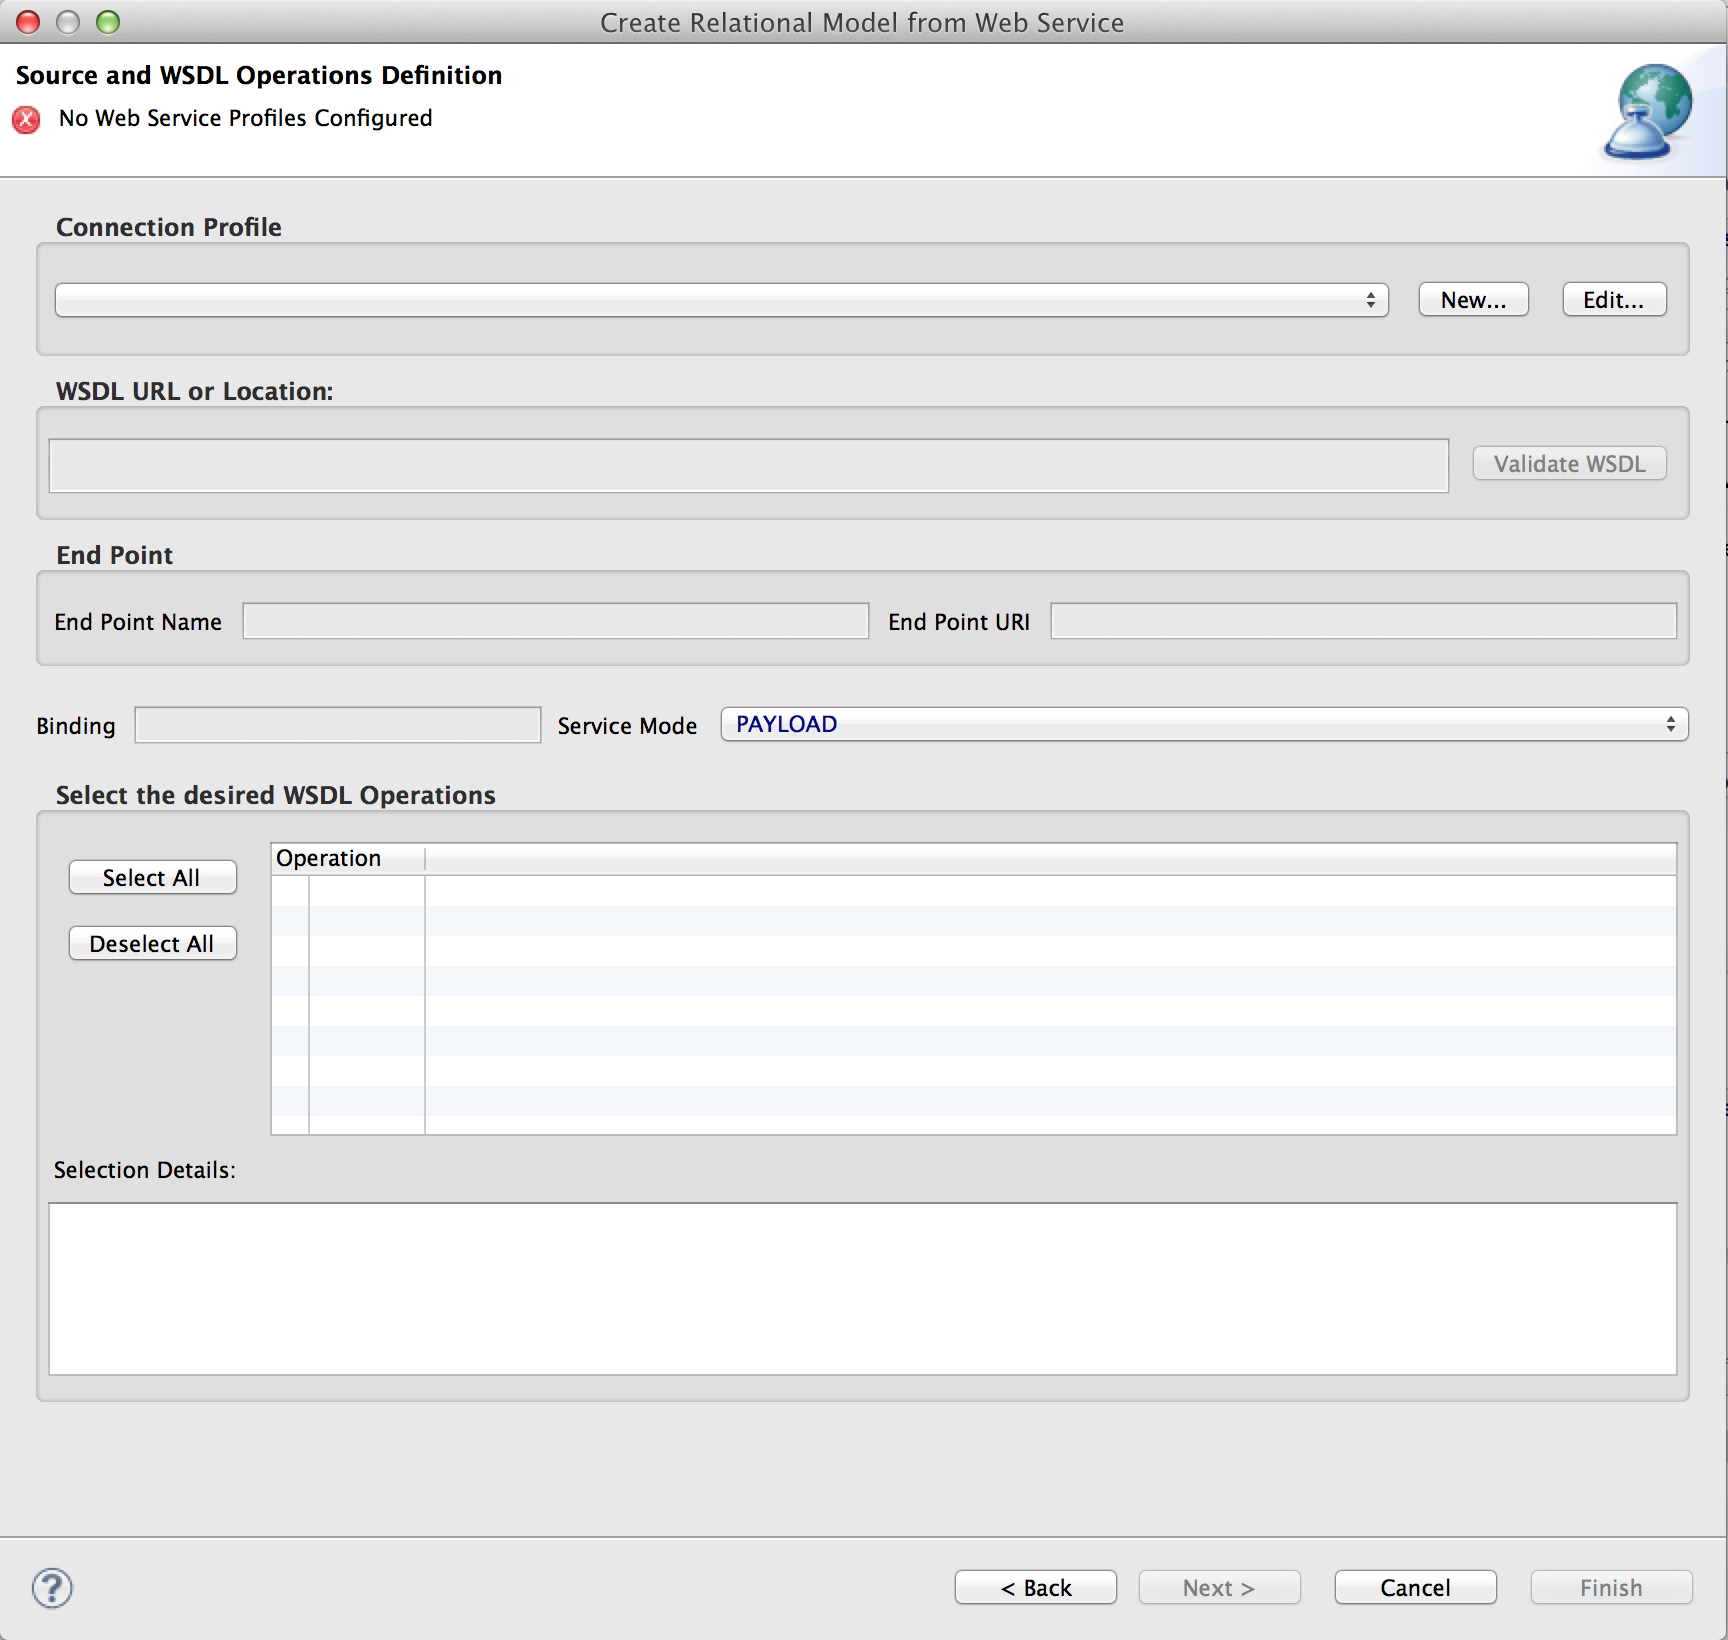 Create Relational Model from Web Service
Source and WSDL Operations Definition
No Web Service Profiles Configured
Connection Profile
New... Edit...
WSDL URL or Location:
Validate WSDL
End Point
End Point Name End Point URI
Binding Service Mode PAYLOAD
Select the desired WSDL Operations
Operation
Select All
Deselect All
Selection Details:
? < Back Next > Cancel Finish